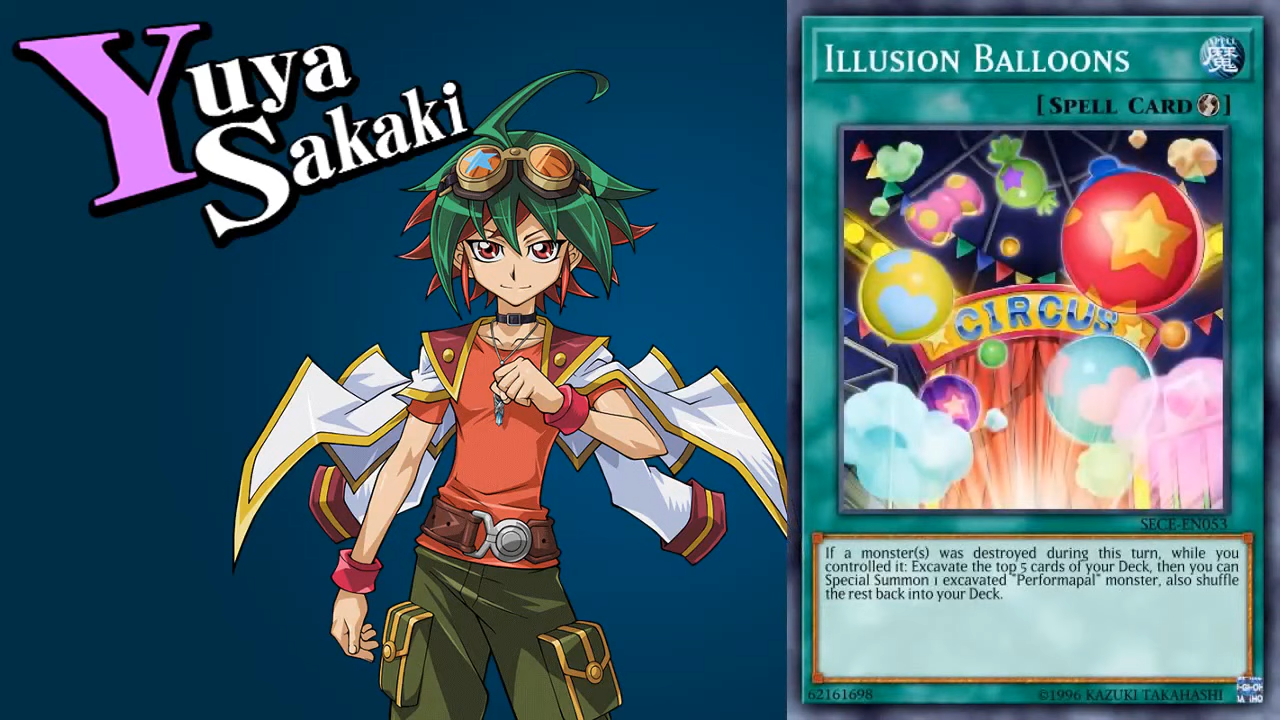 Yuya
Sakaki
ILLUSION BALLOONS
魔
[SPELL CARD]
CIRCUS
SECE-EN053
If a monster(s) was destroyed during this turn, while you
controlled it: Excavate the top 5 cards of your Deck, then you can
Special Summon 1 excavated "Performapal" monster, also shuffle
the rest back into your Deck.
62161698
©1996 KAZUKI TAKAHASHI